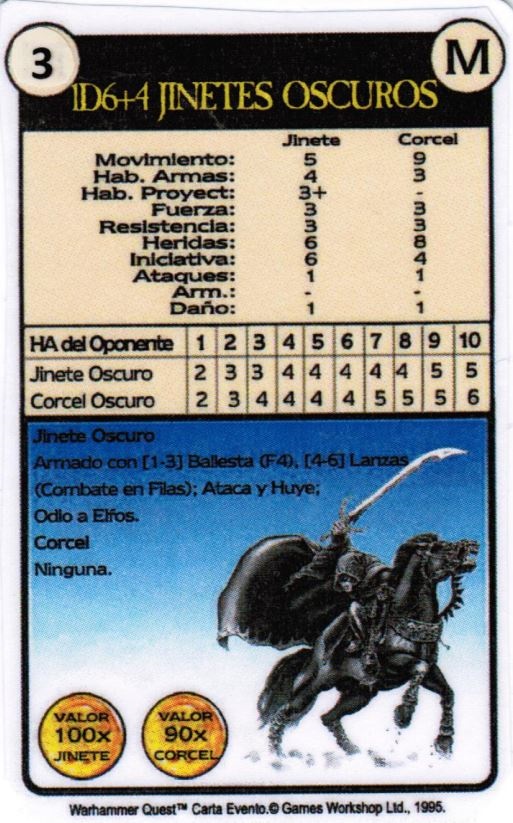 3
M
1D6+4 JINETES OSCUROS
Jinete Corcel
Movimiento: 5 9
Hab. Armas: 4 3
Hab. Proyect: 3+ -
Fuerza: 3 3
Resistencia: 3 3
Heridas: 6 8
Iniciativa: 6 4
Ataques: 1 1
Arm.: - -
Daño: 1 1
HA del Oponente 1 2 3 4 5 6 7 8 9 10
Jinete Oscuro 2 3 3 4 4 4 4 4 5 5
Corcel Oscuro 2 3 4 4 4 4 5 5 5 6
Jinete Oscuro
Armado con [1-3] Ballesta (F4), [4-6] Lanzas
(Combate en Filas); Ataca y Huye;
Odio a Elfos.
Corcel
Ninguna.
VALOR
100x
JINETE
VALOR
90x
CORCEL
Warhammer Quest™ Carta Evento.© Games Workshop Ltd., 1995.